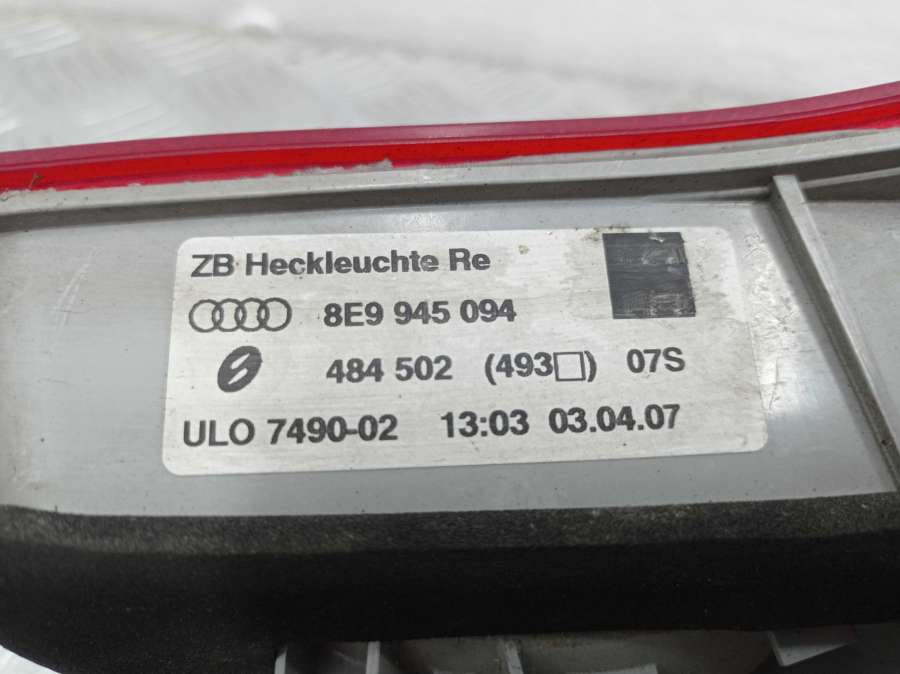 ZB Heckleuchte Re
8E9 945 094
484 502 (493□) 07S
ULO 7490-02 13:03 03.04.07